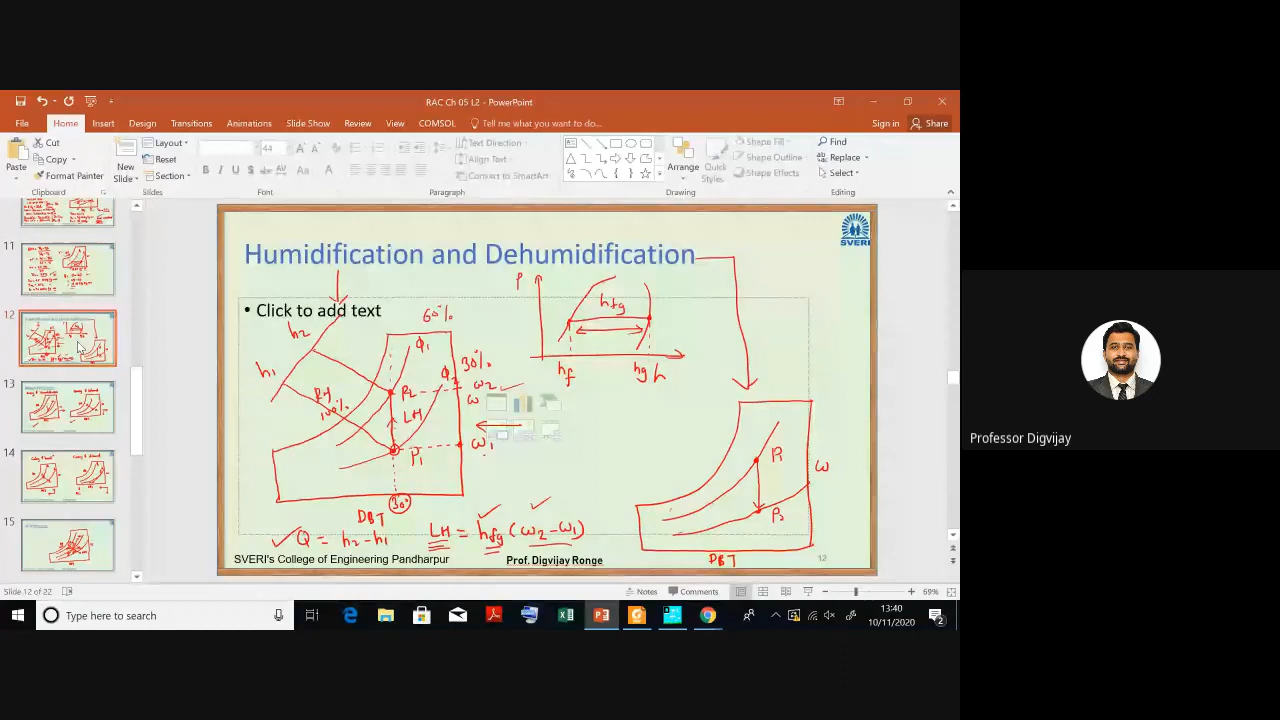 RAC Ch 05 L2 - PowerPoint
File Home Insert Design Transitions Animations Slide Show Review View COMSOL Tell me what you want to do... Sign in Share
Paste Cut Copy Format Painter Clipboard
New Slide Layout Reset Section Slides
44 Font
Text Direction Align Text Convert to SmartArt Paragraph
Arrange Quick Styles Shape Fill Shape Outline Shape Effects Drawing
Find Replace Select Editing
11
12
13
14
15
SVERI
Humidification and Dehumidification
• Click to add text
60%
P
hfg
hf
hg
h
h2
h1
RH
100%
Φ1
30%
Φ2
P2
ω2
ω
LH
P1
ω1
30°
DBT
Q = h2-h1
LH = hfg (ω2-ω1)
P1
P2
ω
DBT
SVERI's College of Engineering Pandharpur
Prof. Digvijay Ronge
12
Slide 12 of 22
Notes Comments 69%
Type here to search
13:40
10/11/2020
2
Professor Digvijay